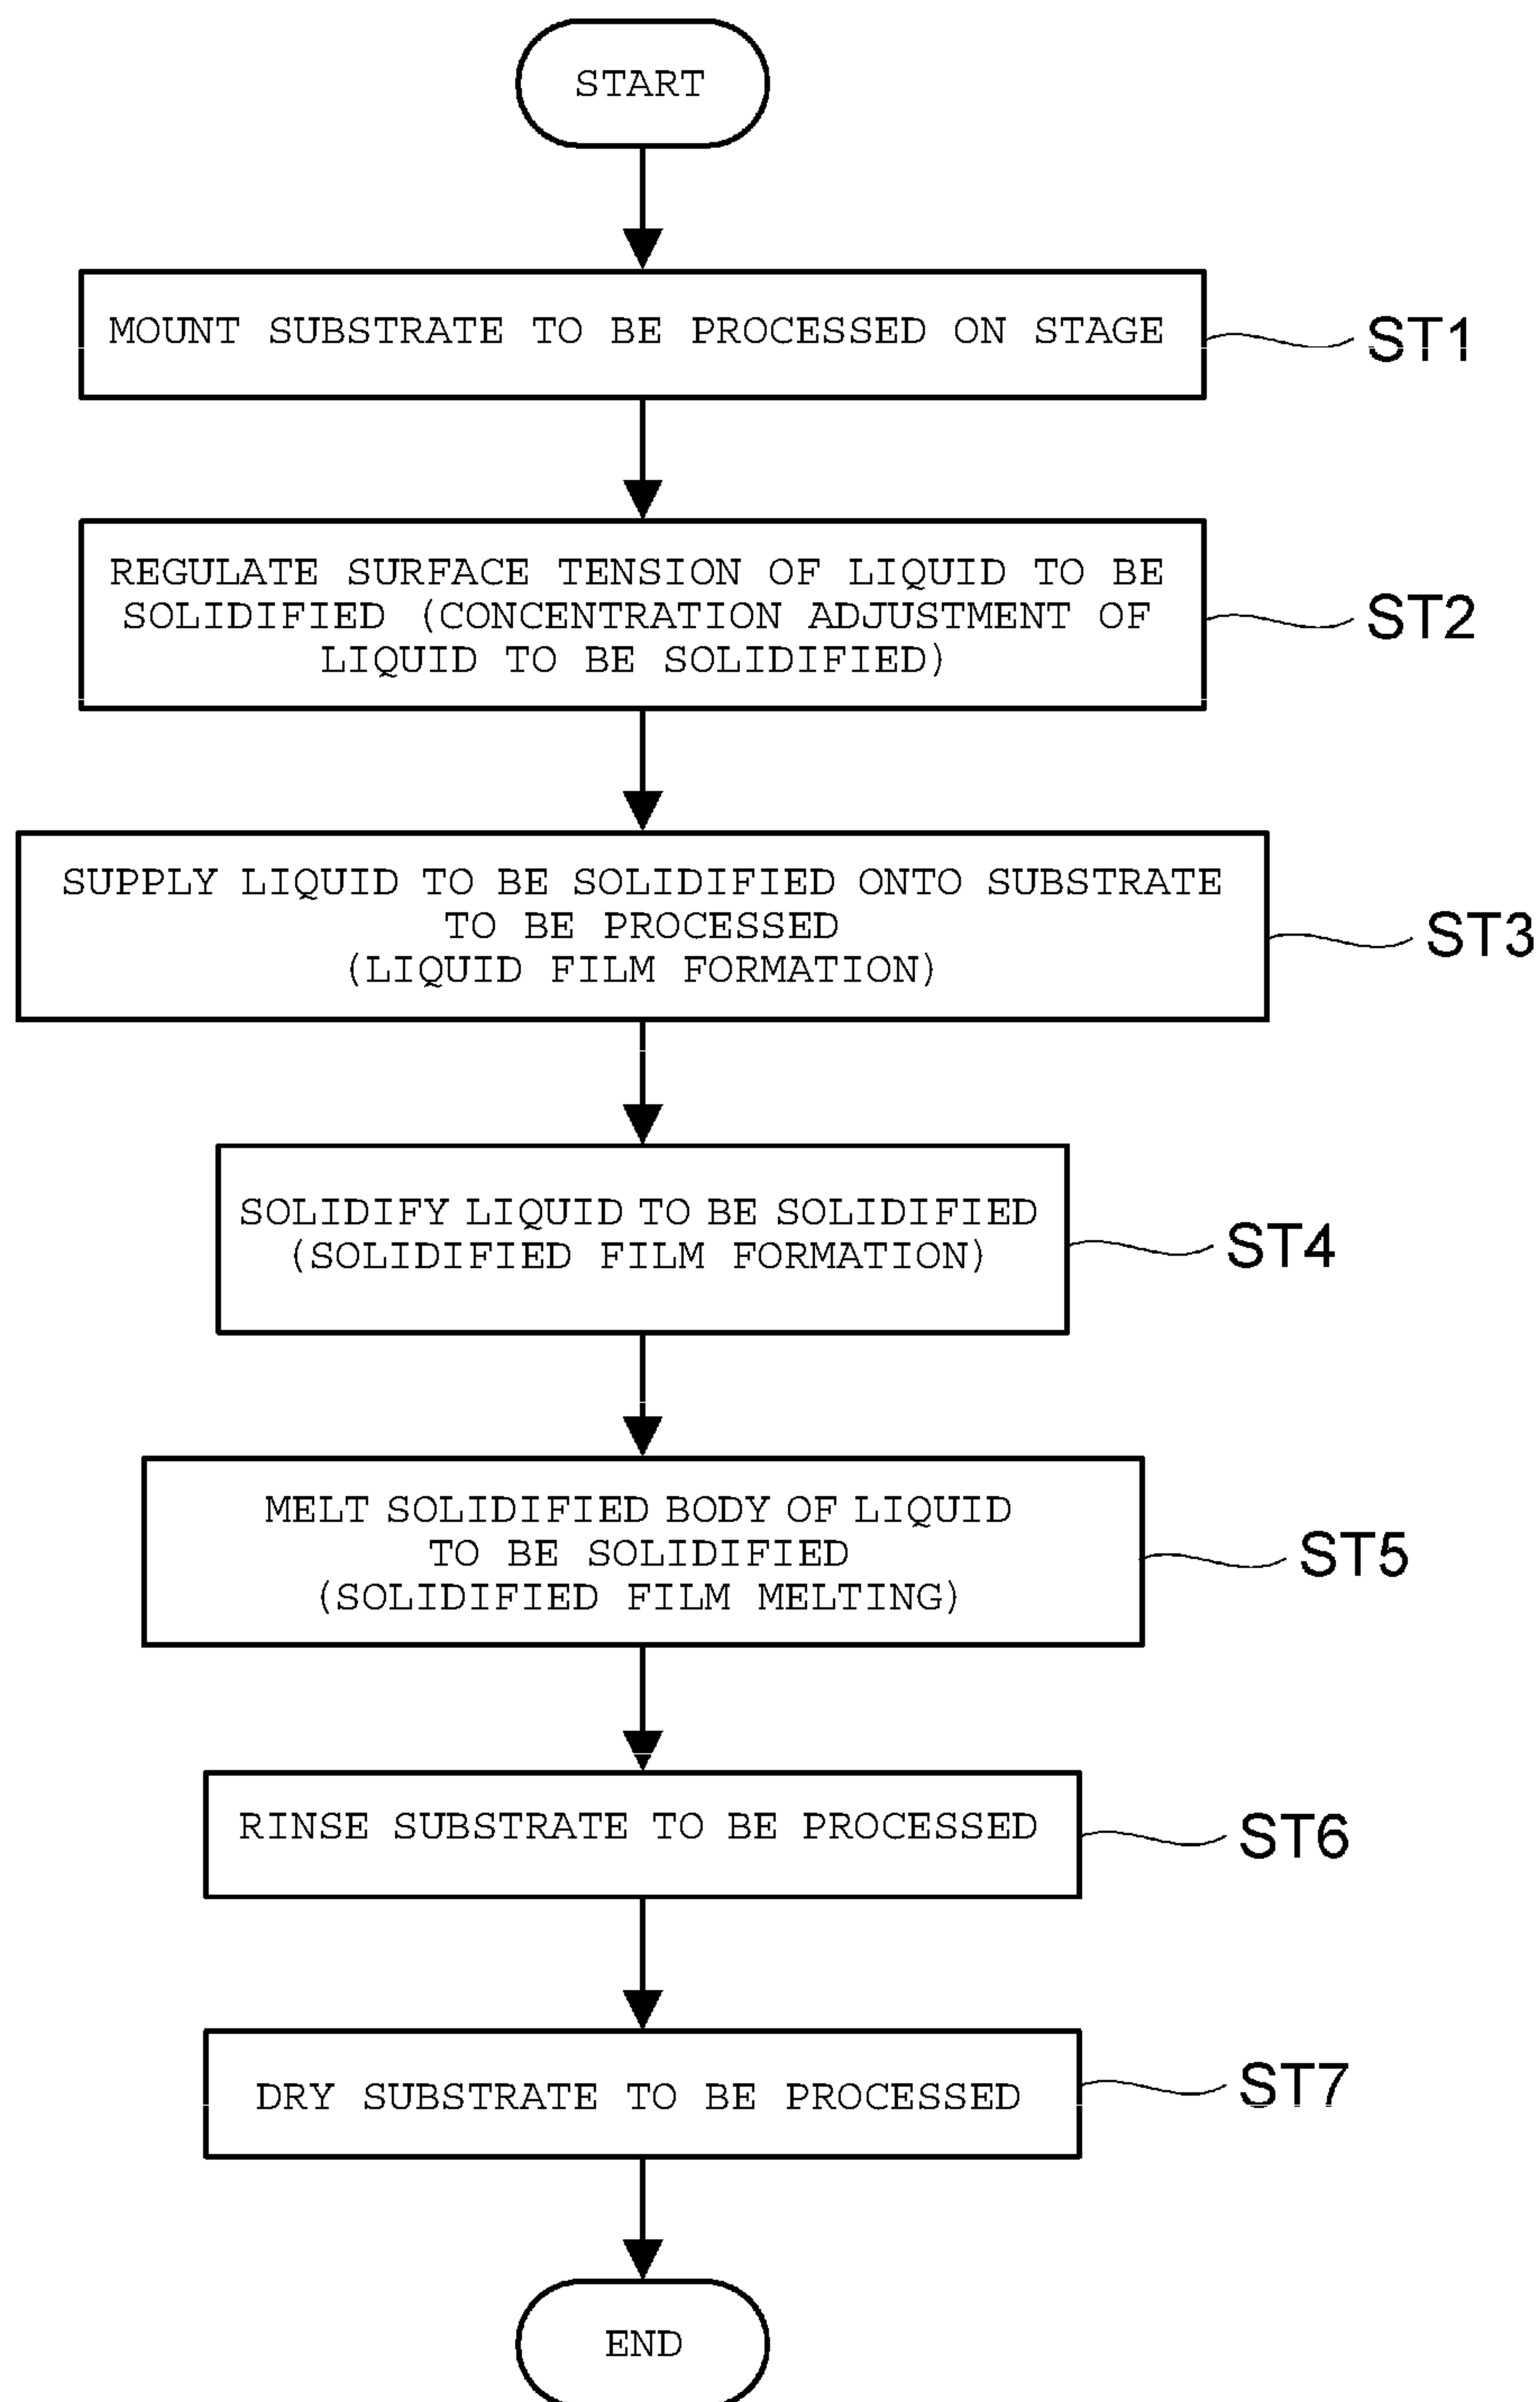 START
MOUNT SUBSTRATE TO BE PROCESSED ON STAGE
ST1
REGULATE SURFACE TENSION OF LIQUID TO BE
SOLIDIFIED (CONCENTRATION ADJUSTMENT OF
LIQUID TO BE SOLIDIFIED)
ST2
SUPPLY LIQUID TO BE SOLIDIFIED ONTO SUBSTRATE
TO BE PROCESSED
(LIQUID FILM FORMATION)
ST3
SOLIDIFY LIQUID TO BE SOLIDIFIED
(SOLIDIFIED FILM FORMATION)
ST4
MELT SOLIDIFIED BODY OF LIQUID
TO BE SOLIDIFIED
(SOLIDIFIED FILM MELTING)
ST5
RINSE SUBSTRATE TO BE PROCESSED
ST6
DRY SUBSTRATE TO BE PROCESSED
ST7
END